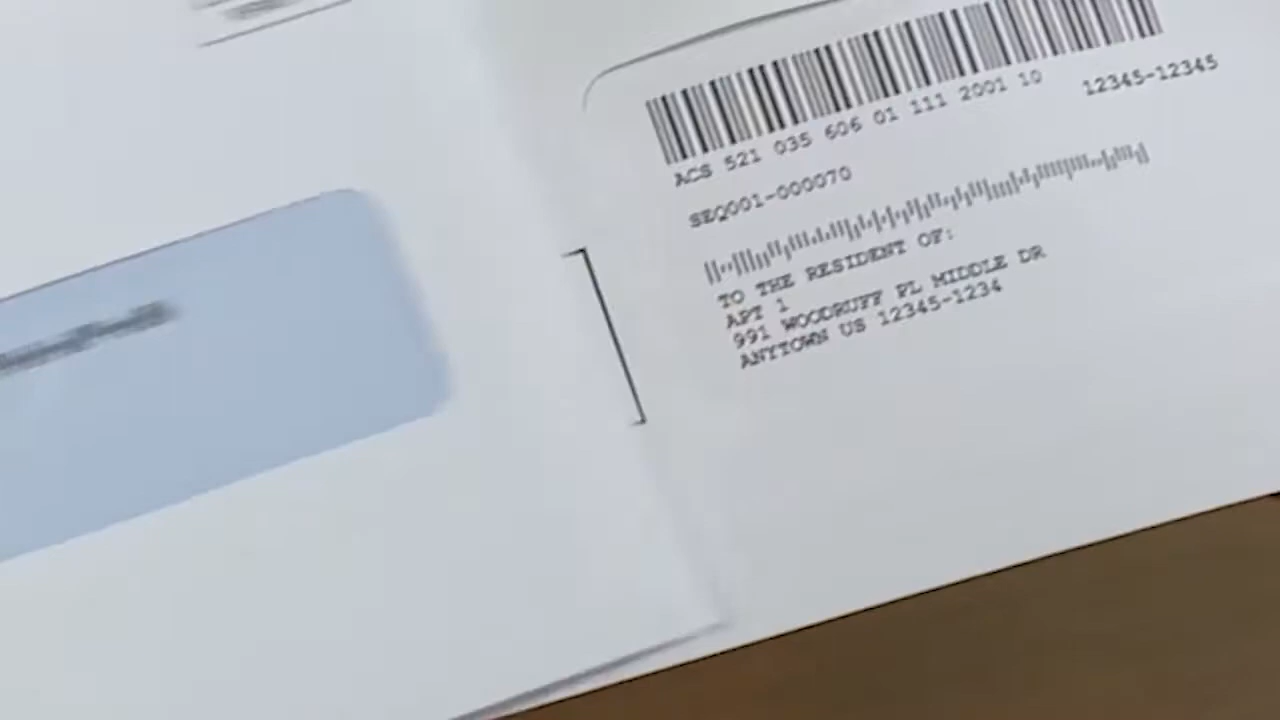 ACS 521 035 606 01 111 2001 10
12345-12345
SEQ001-000070
TO THE RESIDENT OF:
APT 1
991 WOODRUFF PL MIDDLE DR
ANYTOWN US 12345-1234